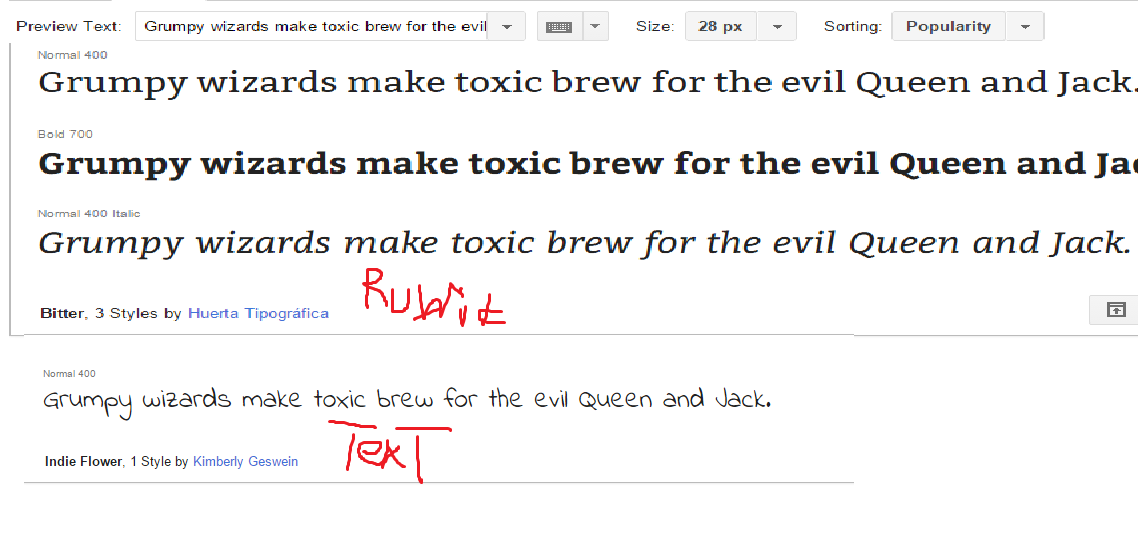 Preview Text: Grumpy wizards make toxic brew for the evil Size: 28 px Sorting: Popularity
Normal 400
Grumpy wizards make toxic brew for the evil Queen and Jack.
Bold 700
Grumpy wizards make toxic brew for the evil Queen and Jac
Normal 400 Italic
Grumpy wizards make toxic brew for the evil Queen and Jack.
Rubrik
Bitter, 3 Styles by Huerta Tipográfica
Normal 400
Grumpy wizards make toxic brew for the evil Queen and Jack.
Text
Indie Flower, 1 Style by Kimberly Geswein